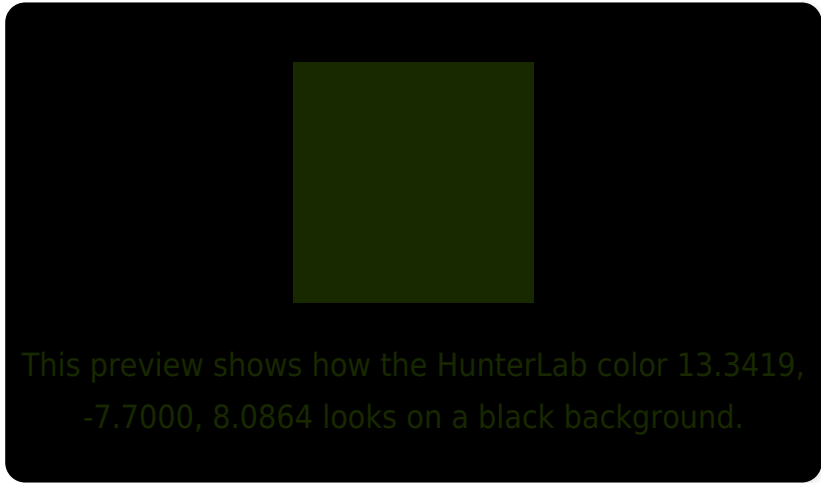 This preview shows how the HunterLab color 13.3419,
-7.7000, 8.0864 looks on a black background.